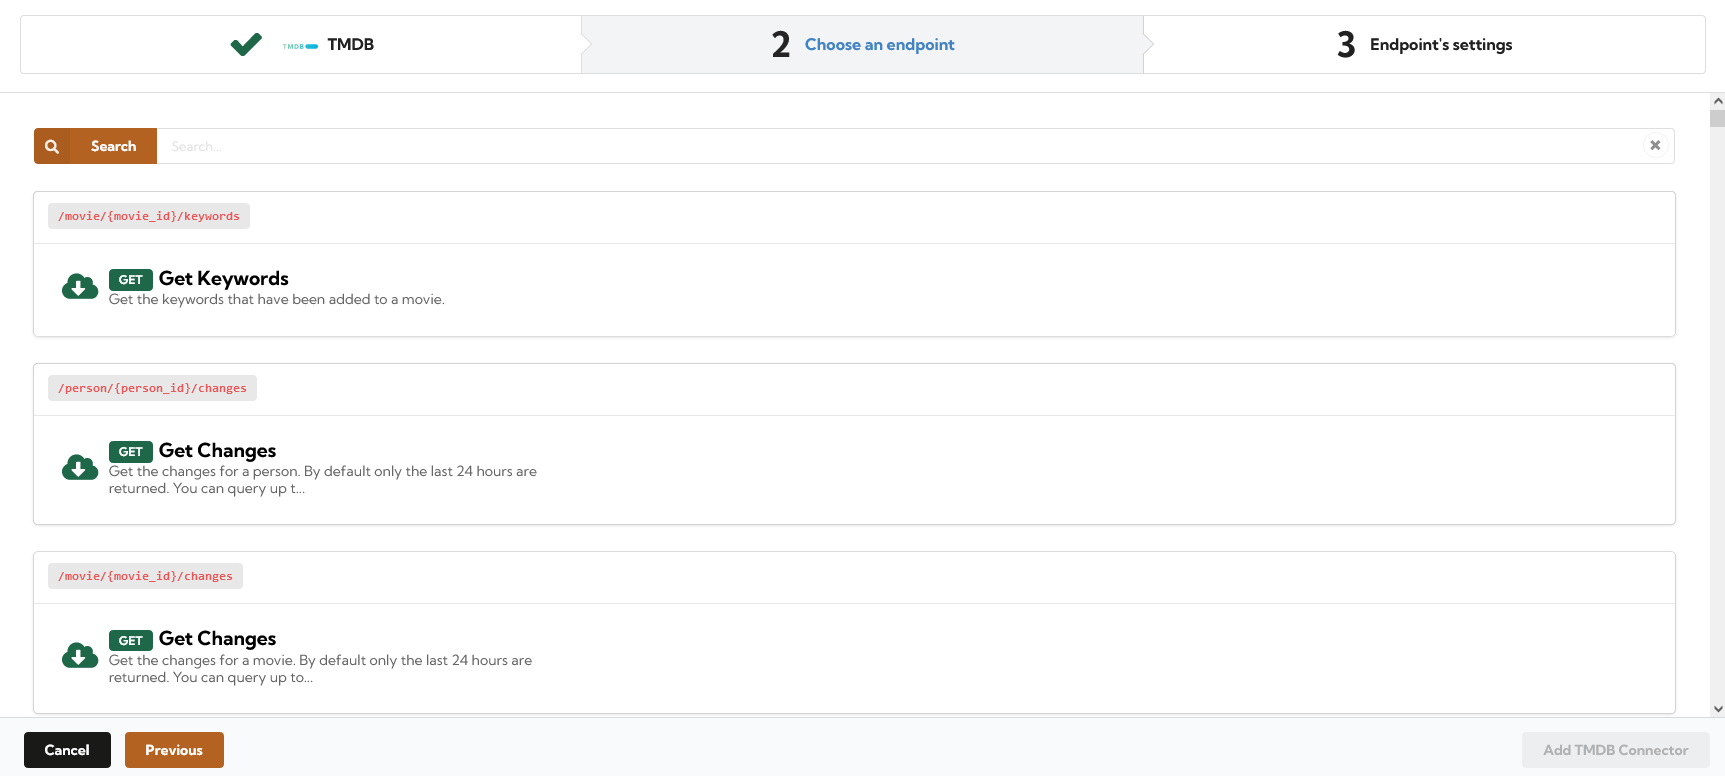 TMDB TMDB
2 Choose an endpoint
3 Endpoint's settings
Search Search...
/movie/{movie_id}/keywords
GET Get Keywords
Get the keywords that have been added to a movie.
/person/{person_id}/changes
GET Get Changes
Get the changes for a person. By default only the last 24 hours are
returned. You can query up t...
/movie/{movie_id}/changes
GET Get Changes
Get the changes for a movie. By default only the last 24 hours are
returned. You can query up to...
Cancel Previous Add TMDB Connector